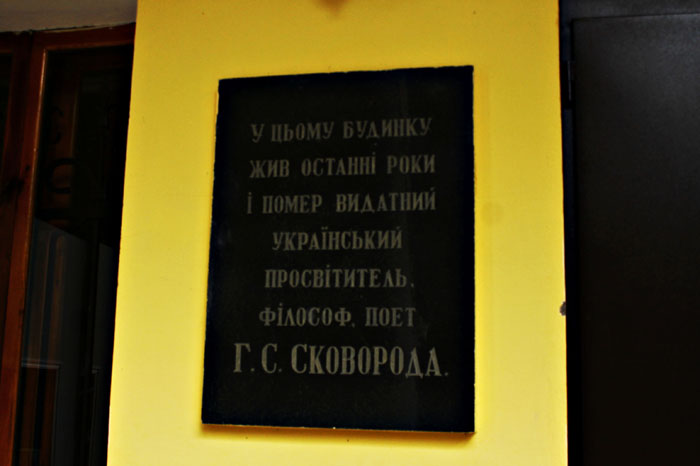 У ЦЬОМУ БУДИНКУ
ЖИВ ОСТАННІ РОКИ
І ПОМЕР ВИДАТНИЙ
УКРАЇНСЬКИЙ
ПРОСВІТИТЕЛЬ,
ФІЛОСОФ, ПОЕТ
Г. С. СКОВОРОДА.